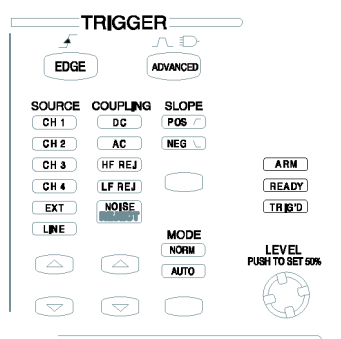 TRIGGER
EDGE
ADVANCED
SOURCE COUPLING SLOPE
CH 1 DC POS
CH 2 AC NEG
CH 3 HF REJ ARM
CH 4 LF REJ READY
EXT NOISE REJECT TRIG'D
LINE
MODE
NORM
AUTO
LEVEL
PUSH TO SET 50%